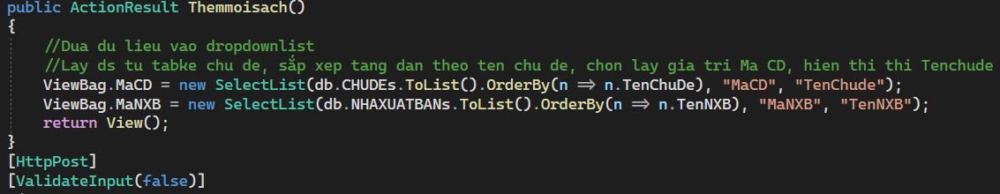 public ActionResult Themmoisach()
{
//Dua du lieu vao dropdownlist
//Lay ds tu tabke chu de, sắp xep tang dan theo ten chu de, chon lay gia tri Ma CD, hien thi thi Tenchude
ViewBag.MaCD = new SelectList(db.CHUDEs.ToList().OrderBy(n => n.TenChuDe), "MaCD", "TenChude");
ViewBag.MaNXB = new SelectList(db.NHAXUATBANs.ToList().OrderBy(n => n.TenNXB), "MaNXB", "TenNXB");
return View();
}
[HttpPost]
[ValidateInput(false)]